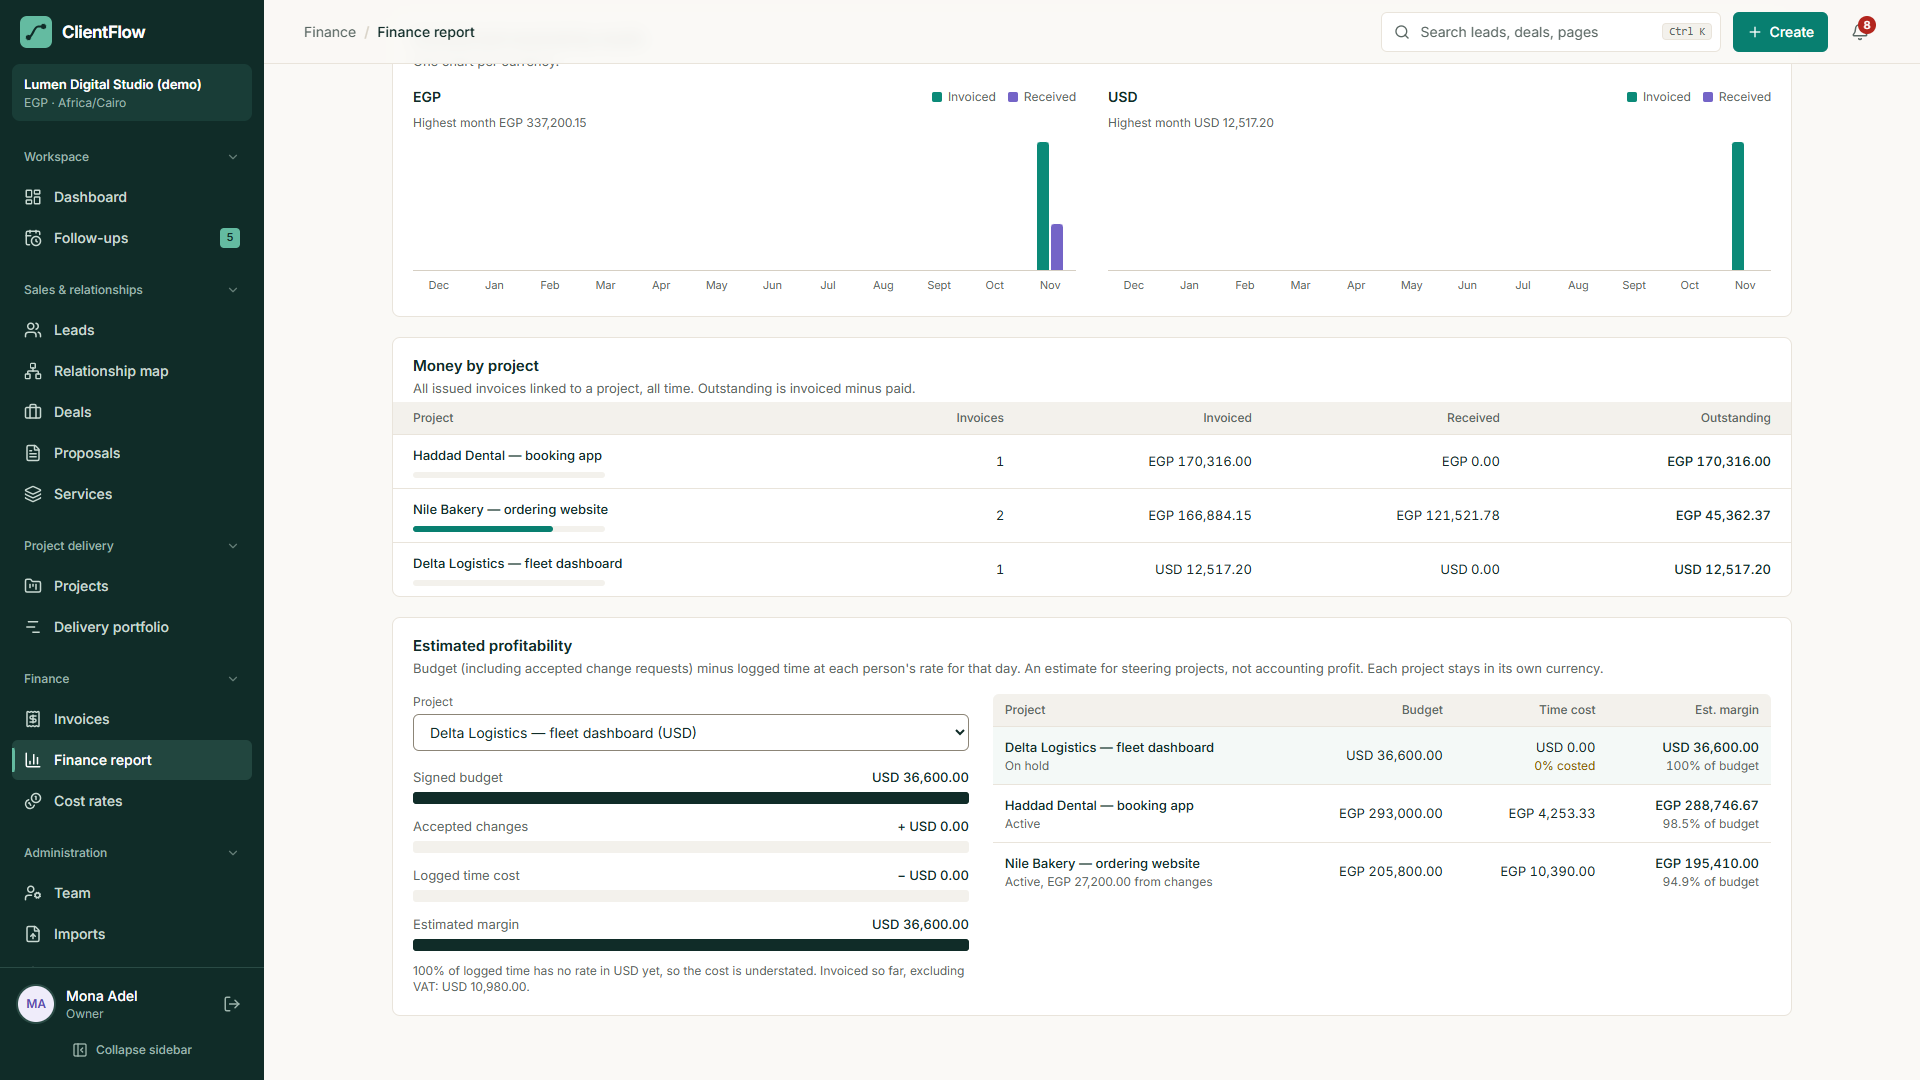 ClientFlow
Lumen Digital Studio (demo)
EGP · Africa/Cairo
Workspace
Dashboard
Follow-ups 5
Sales & relationships
Leads
Relationship map
Deals
Proposals
Services
Project delivery
Projects
Delivery portfolio
Finance
Invoices
Finance report
Cost rates
Administration
Team
Imports
MA
Mona Adel
Owner
Collapse sidebar
Finance / Finance report
Search leads, deals, pages Ctrl K
+ Create
8
One chart per currency.
EGP Invoiced Received
Highest month EGP 337,200.15
Dec Jan Feb Mar Apr May Jun Jul Aug Sept Oct Nov
USD Invoiced Received
Highest month USD 12,517.20
Dec Jan Feb Mar Apr May Jun Jul Aug Sept Oct Nov
Money by project
All issued invoices linked to a project, all time. Outstanding is invoiced minus paid.
Project Invoices Invoiced Received Outstanding
Haddad Dental — booking app 1 EGP 170,316.00 EGP 0.00 EGP 170,316.00
Nile Bakery — ordering website 2 EGP 166,884.15 EGP 121,521.78 EGP 45,362.37
Delta Logistics — fleet dashboard 1 USD 12,517.20 USD 0.00 USD 12,517.20
Estimated profitability
Budget (including accepted change requests) minus logged time at each person's rate for that day. An estimate for steering projects, not accounting profit. Each project stays in its own currency.
Project
Delta Logistics — fleet dashboard (USD)
Signed budget USD 36,600.00
Accepted changes + USD 0.00
Logged time cost − USD 0.00
Estimated margin USD 36,600.00
100% of logged time has no rate in USD yet, so the cost is understated. Invoiced so far, excluding
VAT: USD 10,980.00.
Project Budget Time cost Est. margin
Delta Logistics — fleet dashboard USD 36,600.00 USD 0.00 USD 36,600.00
On hold 0% costed 100% of budget
Haddad Dental — booking app EGP 293,000.00 EGP 4,253.33 EGP 288,746.67
Active 98.5% of budget
Nile Bakery — ordering website EGP 205,800.00 EGP 10,390.00 EGP 195,410.00
Active, EGP 27,200.00 from changes 94.9% of budget